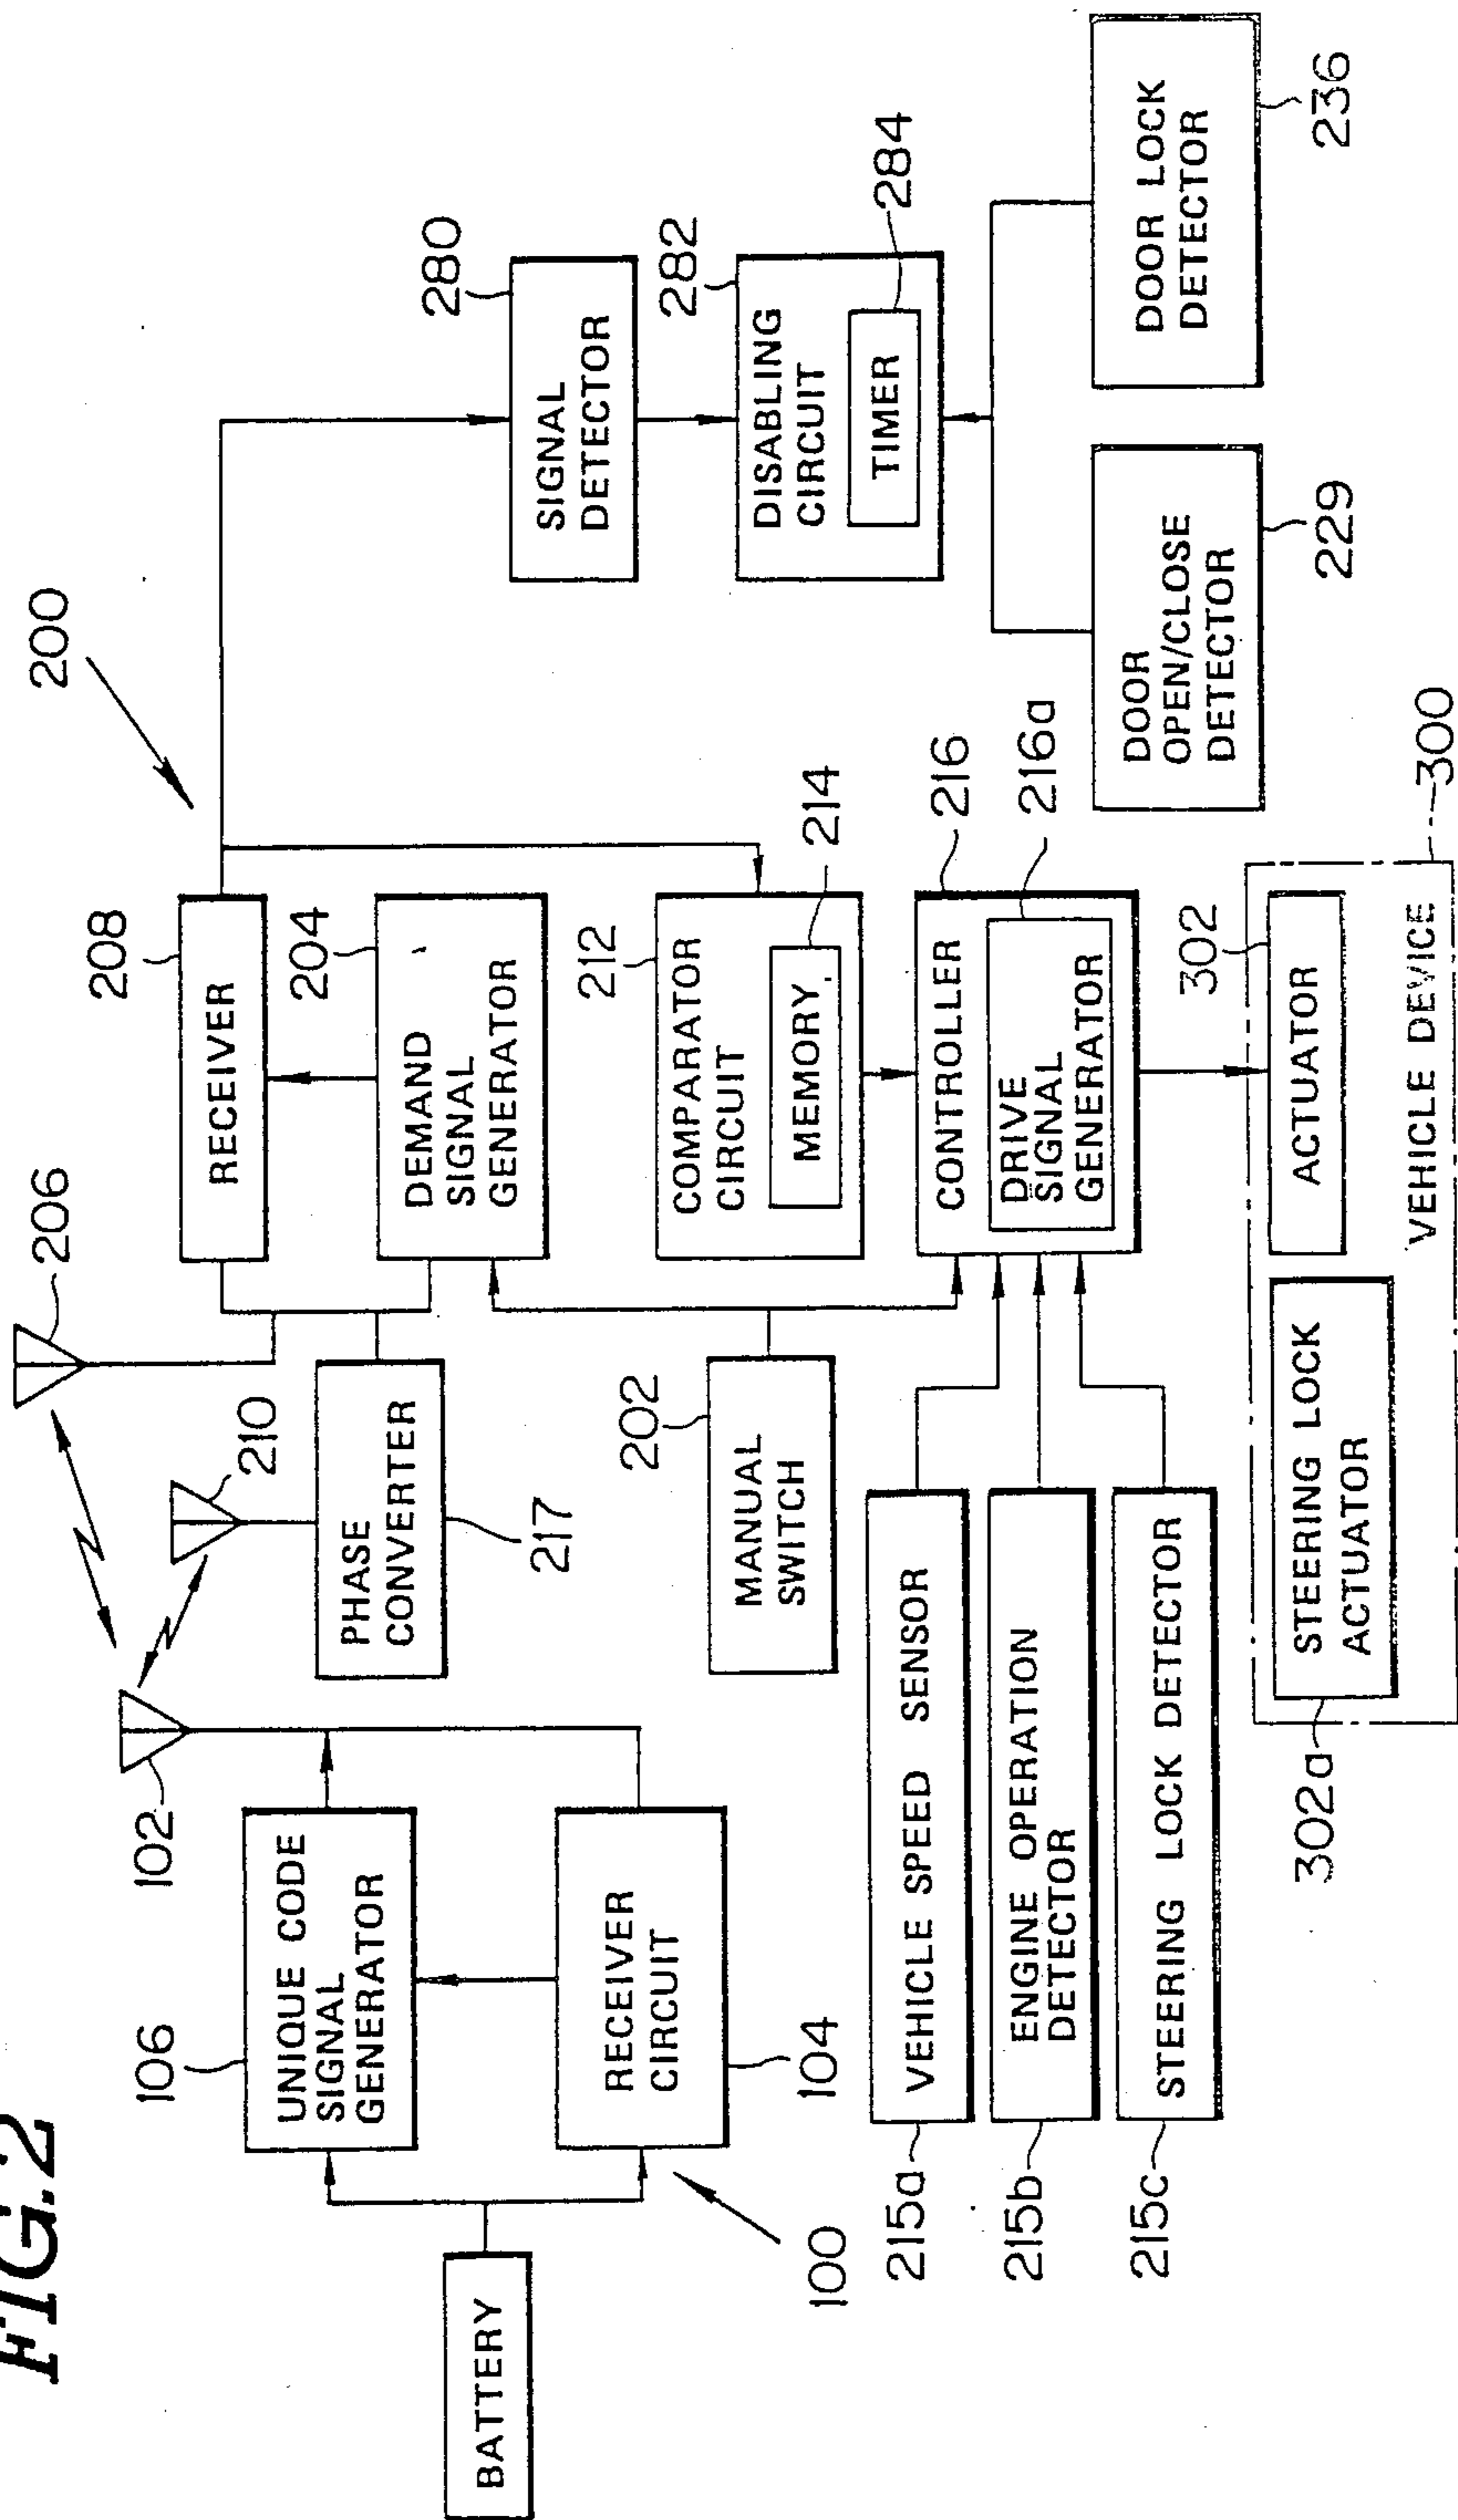 FIG.2
200
206
208
RECEIVER
280
SIGNAL
DETECTOR
102
210
204
DEMAND
SIGNAL
GENERATOR
106
UNIQUE CODE
SIGNAL
GENERATOR
PHASE
CONVERTER
217
282
DISABLING
CIRCUIT
TIMER
284
BATTERY
RECEIVER
CIRCUIT
104
100
202
MANUAL
SWITCH
212
COMPARATOR
CIRCUIT
MEMORY
214
215a
VEHICLE SPEED SENSOR
215b
ENGINE OPERATION
DETECTOR
215c
STEERING LOCK DETECTOR
CONTROLLER
216
DRIVE
SIGNAL
GENERATOR
216a
DOOR
OPEN/CLOSE
DETECTOR
229
DOOR LOCK
DETECTOR
236
302a
STEERING LOCK
ACTUATOR
302
ACTUATOR
VEHICLE DEVICE
300